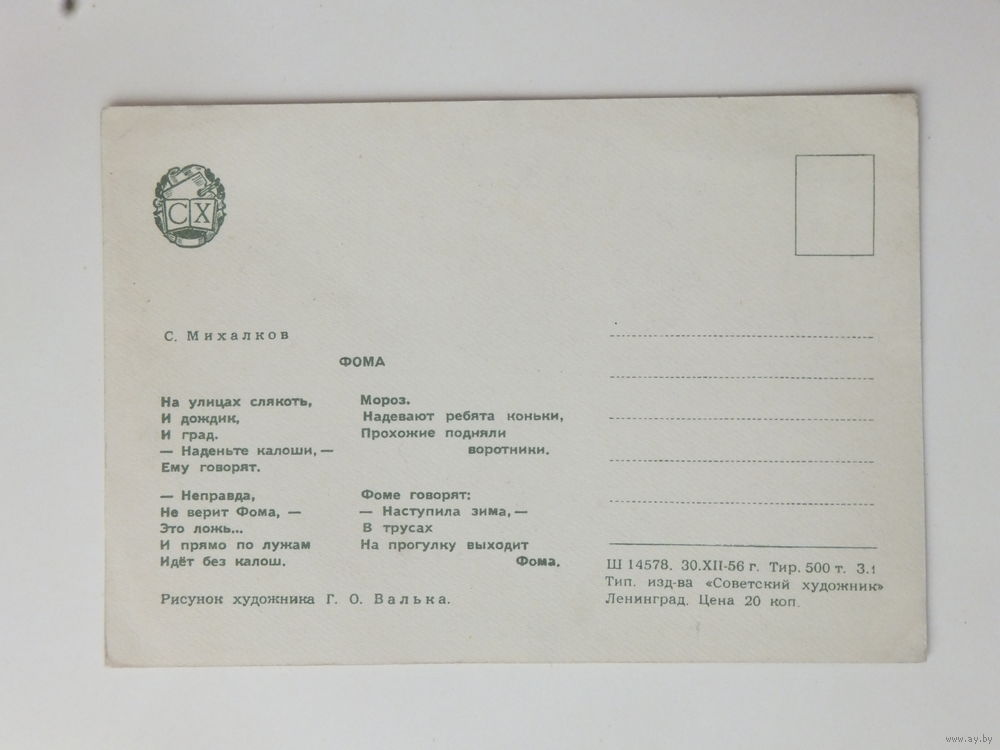 СХ
С. Михалков
ФОМА
На улицах слякоть,
И дождик,
И град.
— Наденьте калоши, —
Ему говорят.
— Неправда,
Не верит Фома, —
Это ложь...
И прямо по лужам
Идёт без калош.
Мороз.
Надевают ребята коньки,
Прохожие подняли
воротники.
Фоме говорят:
— Наступила зима, —
В трусах
На прогулку выходит
Фома.
Рисунок художника Г. О. Валька.
Ш 14578. 30.XII-56 г. Тир. 500 т. З.1
Тип. изд-ва «Советский художник»
Ленинград. Цена 20 коп.
www.ay.by